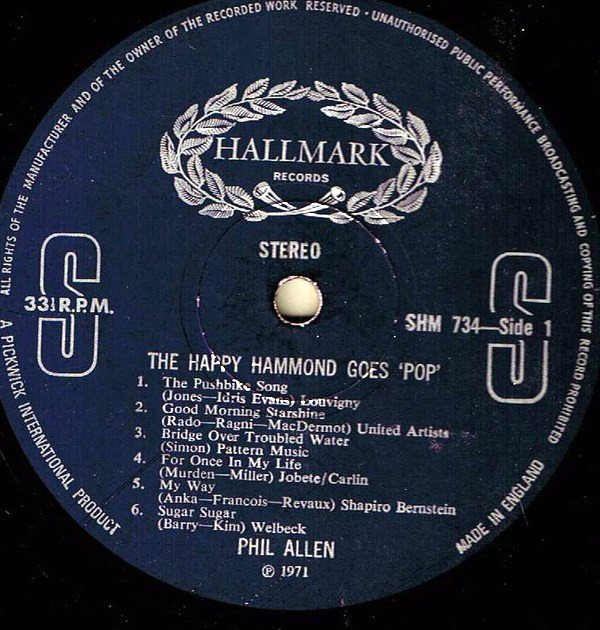 ALL RIGHTS OF THE MANUFACTURER AND OF THE OWNER OF THE RECORDED WORK RESERVED · UNAUTHORISED PUBLIC PERFORMANCE BROADCASTING AND COPYING OF THIS RECORD PROHIBITED
HALLMARK
RECORDS
STEREO
S
33⅓ R.P.M.
S
SHM 734—Side 1
THE HAPPY HAMMOND GOES 'POP'
1. The Pushbike Song
(Jones—Idris Evans) Louvigny
2. Good Morning Starshine
(Rado—Ragni—MacDermot) United Artists
3. Bridge Over Troubled Water
(Simon) Pattern Music
4. For Once In My Life
(Murden—Miller) Jobete/Carlin
5. My Way
(Anka—Francois—Revaux) Shapiro Bernstein
6. Sugar Sugar
(Barry—Kim) Welbeck
PHIL ALLEN
℗ 1971
A PICKWICK INTERNATIONAL PRODUCT
MADE IN ENGLAND